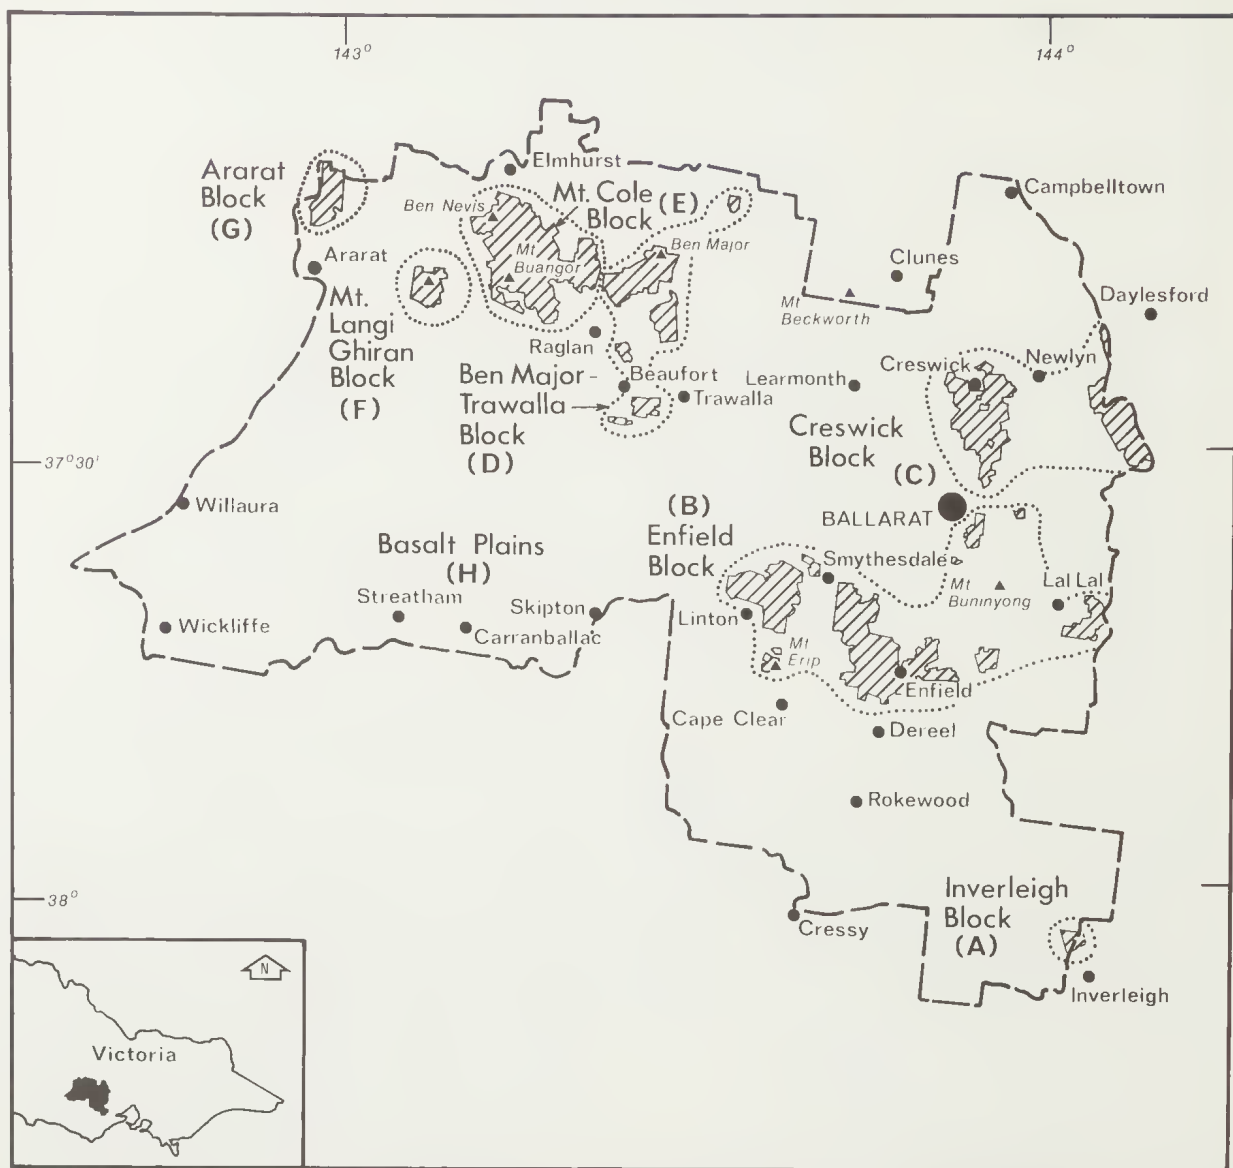 143°
144°
Elmhurst
Ararat
Block
(G)
Campbelltown
Mt. Cole
Block
(E)
Ben Nevis
Ben Major
Mt
Buangor
Clunes
Ararat
Mt
Beckworth
Daylesford
Mt.
Langi
Ghiran
Block
(F)
Raglan
Newlyn
Creswick
Ben Major-
Trawalla
Block
(D)
Beaufort
Learmonth
Trawalla
Creswick
Block
(C)
37°30'
Willaura
(B)
Enfield
Block
BALLARAT
Basalt Plains
(H)
Smythesdale
Mt
Buninyong
Lal Lal
Streatham
Skipton
Linton
Wickliffe
Carranballac
Mt
Erip
Enfield
Cape Clear
Dereel
Rokewood
Inverleigh
Block
(A)
38°
Cressy
Inverleigh
N
Victoria